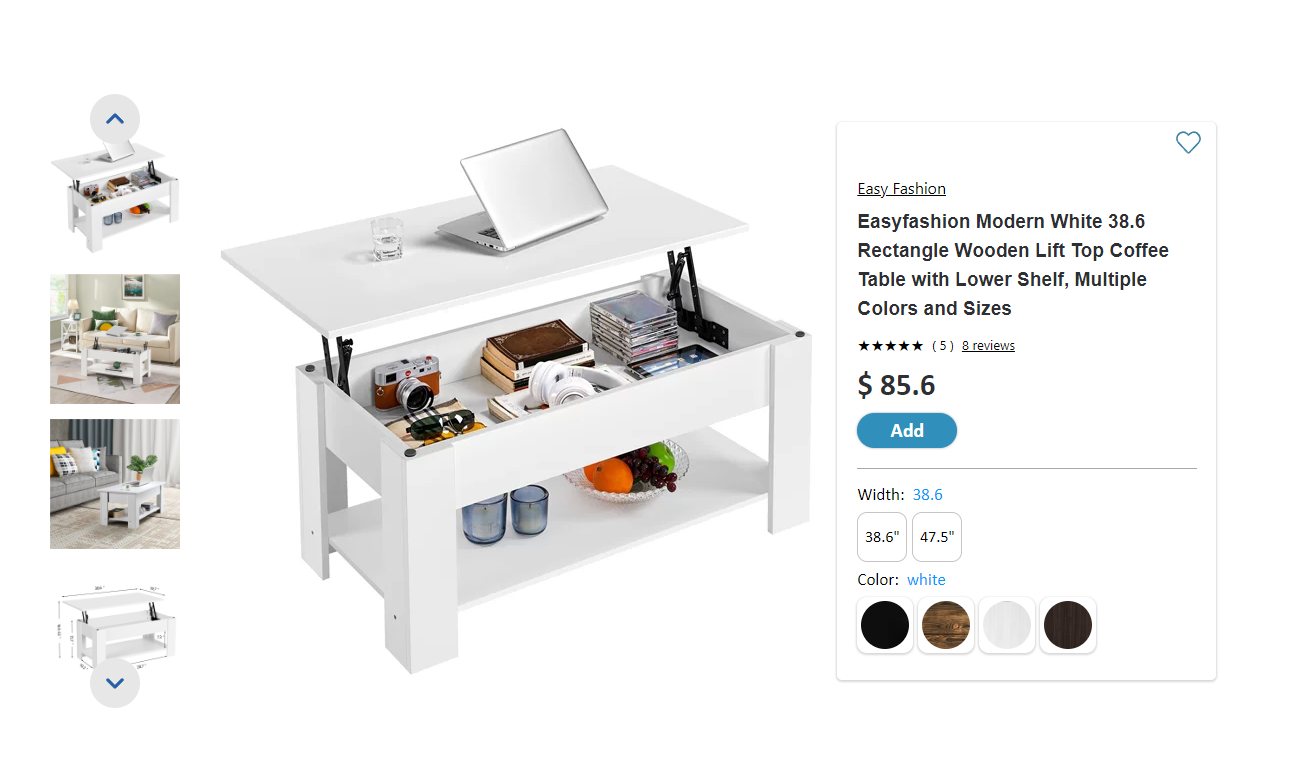 Easy Fashion
Easyfashion Modern White 38.6
Rectangle Wooden Lift Top Coffee
Table with Lower Shelf, Multiple
Colors and Sizes
★★★★★ ( 5 ) 8 reviews
$ 85.6
Add
Width: 38.6
38.6" 47.5"
Color: white